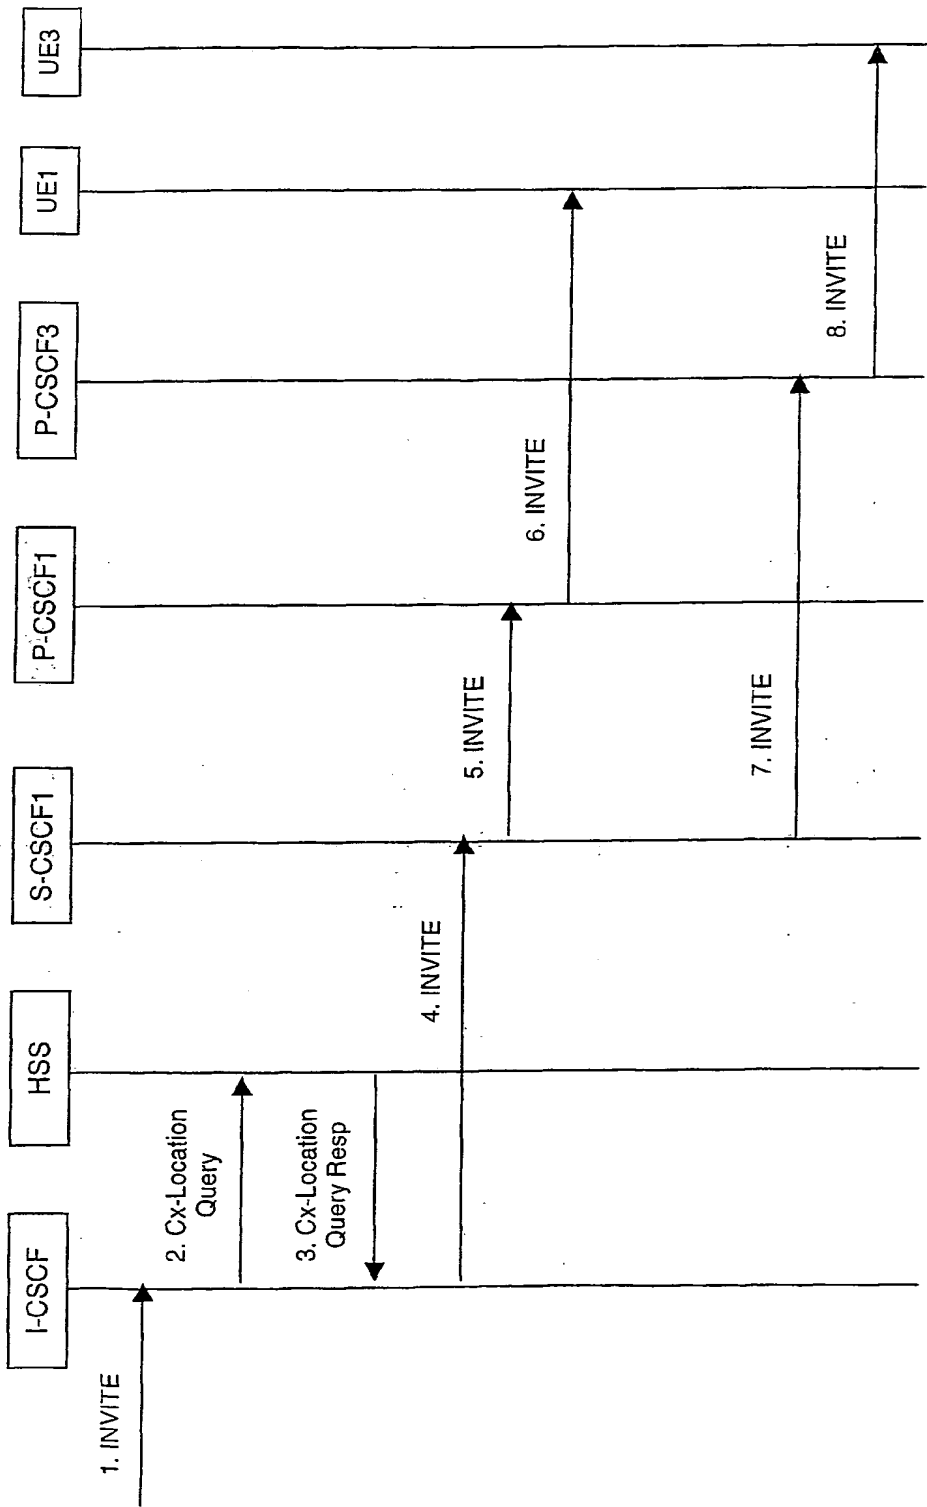 I-CSCF
HSS
S-CSCF1
P-CSCF1
P-CSCF3
UE1
UE3
1. INVITE
2. Cx-Location
Query
3. Cx-Location
Query Resp
4. INVITE
5. INVITE
6. INVITE
7. INVITE
8. INVITE